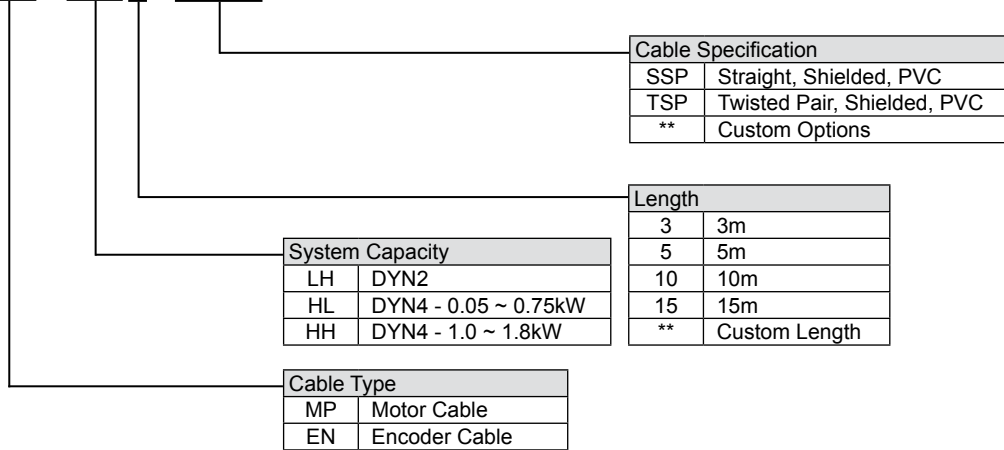 Cable Specification
SSP Straight, Shielded, PVC
TSP Twisted Pair, Shielded, PVC
** Custom Options
Length
3 3m
5 5m
10 10m
15 15m
** Custom Length
System Capacity
LH DYN2
HL DYN4 - 0.05 ~ 0.75kW
HH DYN4 - 1.0 ~ 1.8kW
Cable Type
MP Motor Cable
EN Encoder Cable